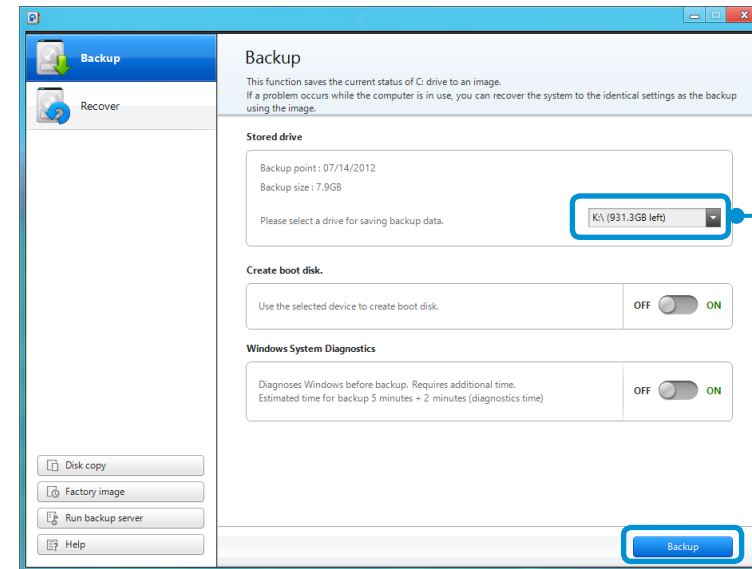 Backup
Recover
Disk copy
Factory image
Run backup server
Help
Backup
This function saves the current status of C: drive to an image.
If a problem occurs while the computer is in use, you can recover the system to the identical settings as the backup
using the image.
Stored drive
Backup point : 07/14/2012
Backup size : 7.9GB
Please select a drive for saving backup data.
K:\ (931.3GB left)
Create boot disk.
Use the selected device to create boot disk.
OFF ON
Windows System Diagnostics
Diagnoses Windows before backup. Requires additional time.
Estimated time for backup 5 minutes + 2 minutes (diagnostics time)
OFF ON
Backup